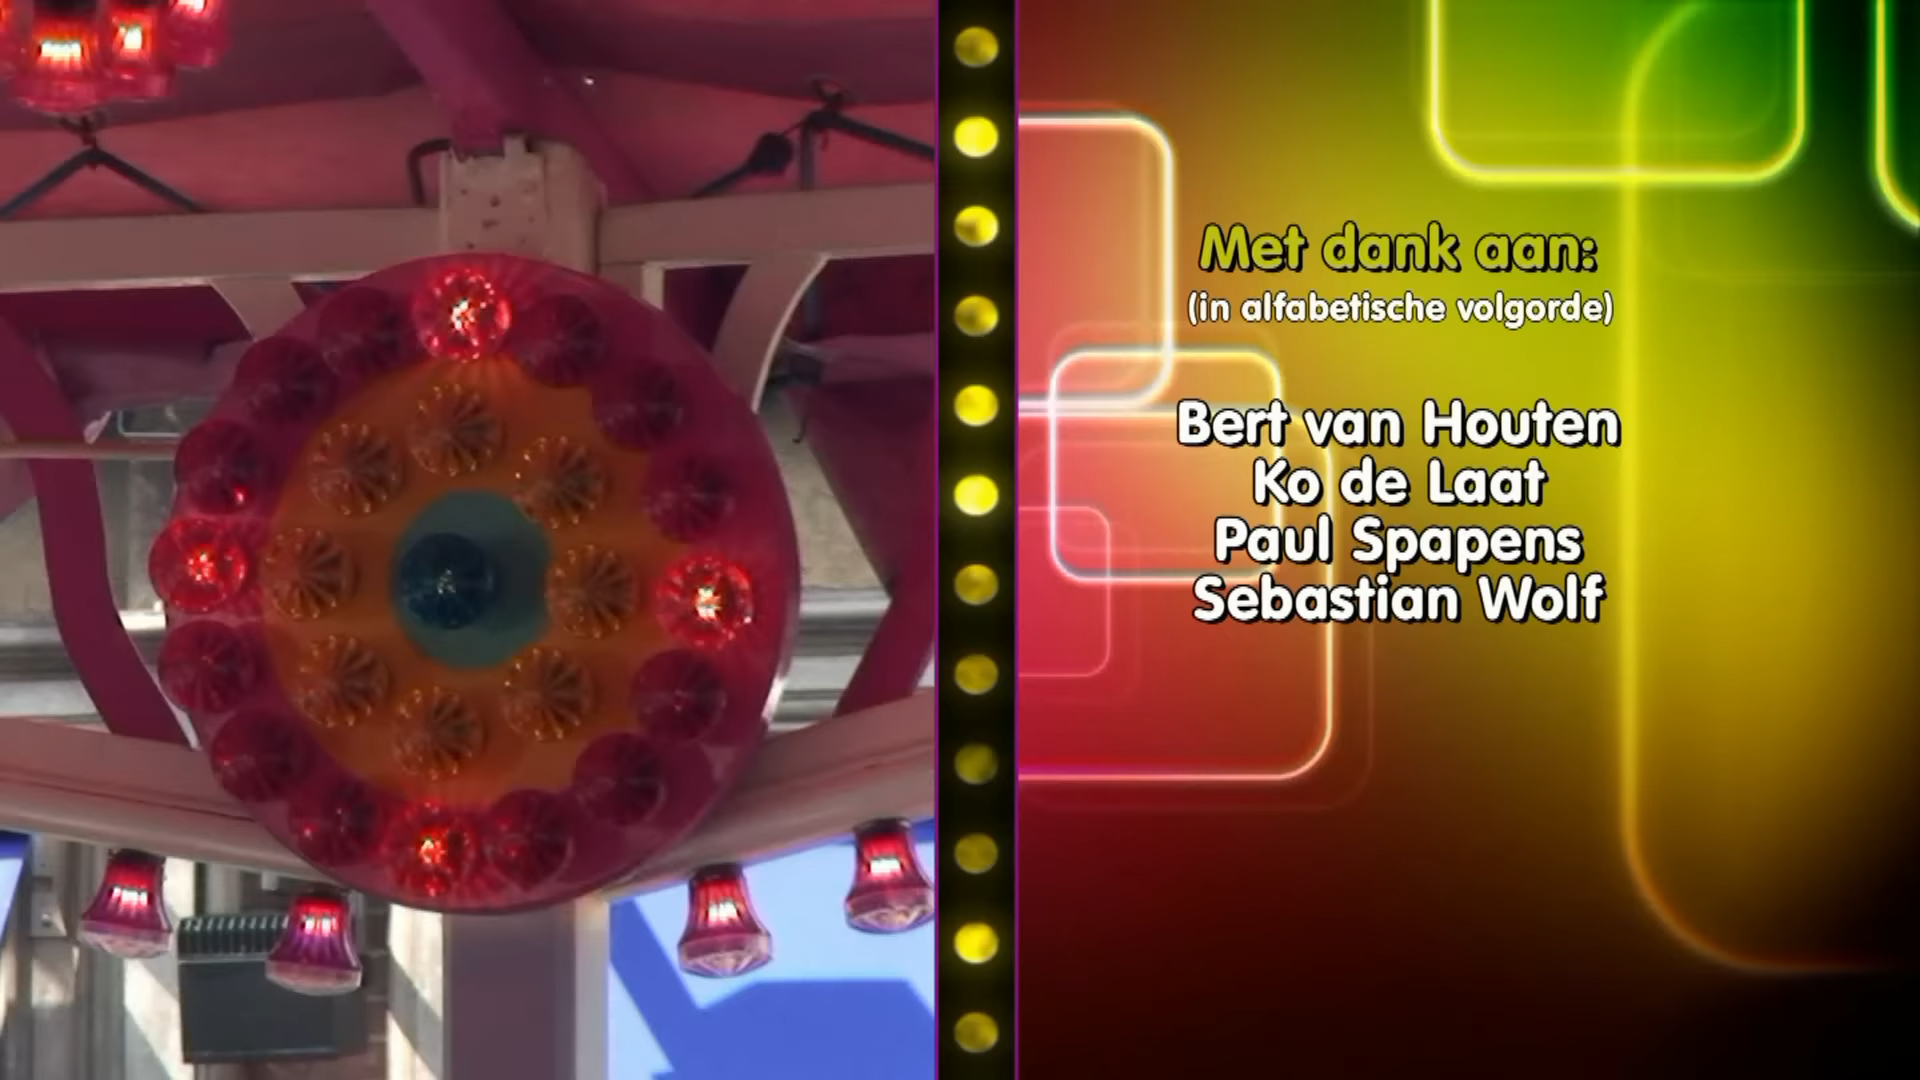 Met dank aan:
(in alfabetische volgorde)
Bert van Houten
Ko de Laat
Paul Spapens
Sebastian Wolf